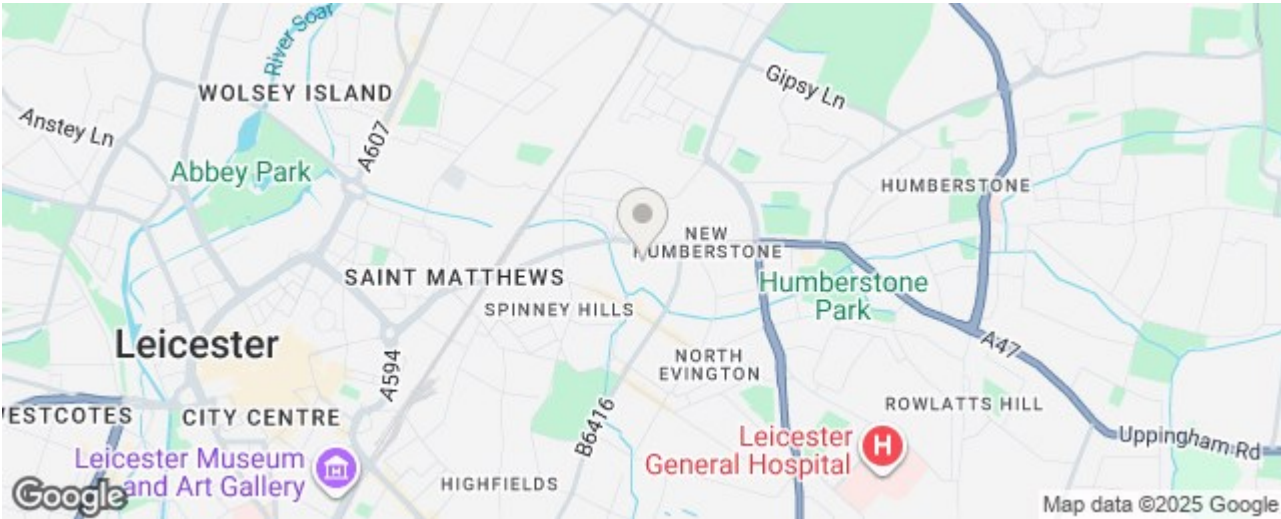 River Soar
WOLSEY ISLAND
Gipsy Ln
Anstey Ln
A607
Abbey Park
HUMBERSTONE
NEW
HUMBERSTONE
SAINT MATTHEWS
Humberstone
Park
SPINNEY HILLS
Leicester
A47
NORTH
EVINGTON
A594
ROWLATTS HILL
WESTCOTES
CITY CENTRE
B6416
Uppingham Rd
Leicester
General Hospital
H
Leicester Museum
and Art Gallery
HIGHFIELDS
Google
Map data ©2025 Google